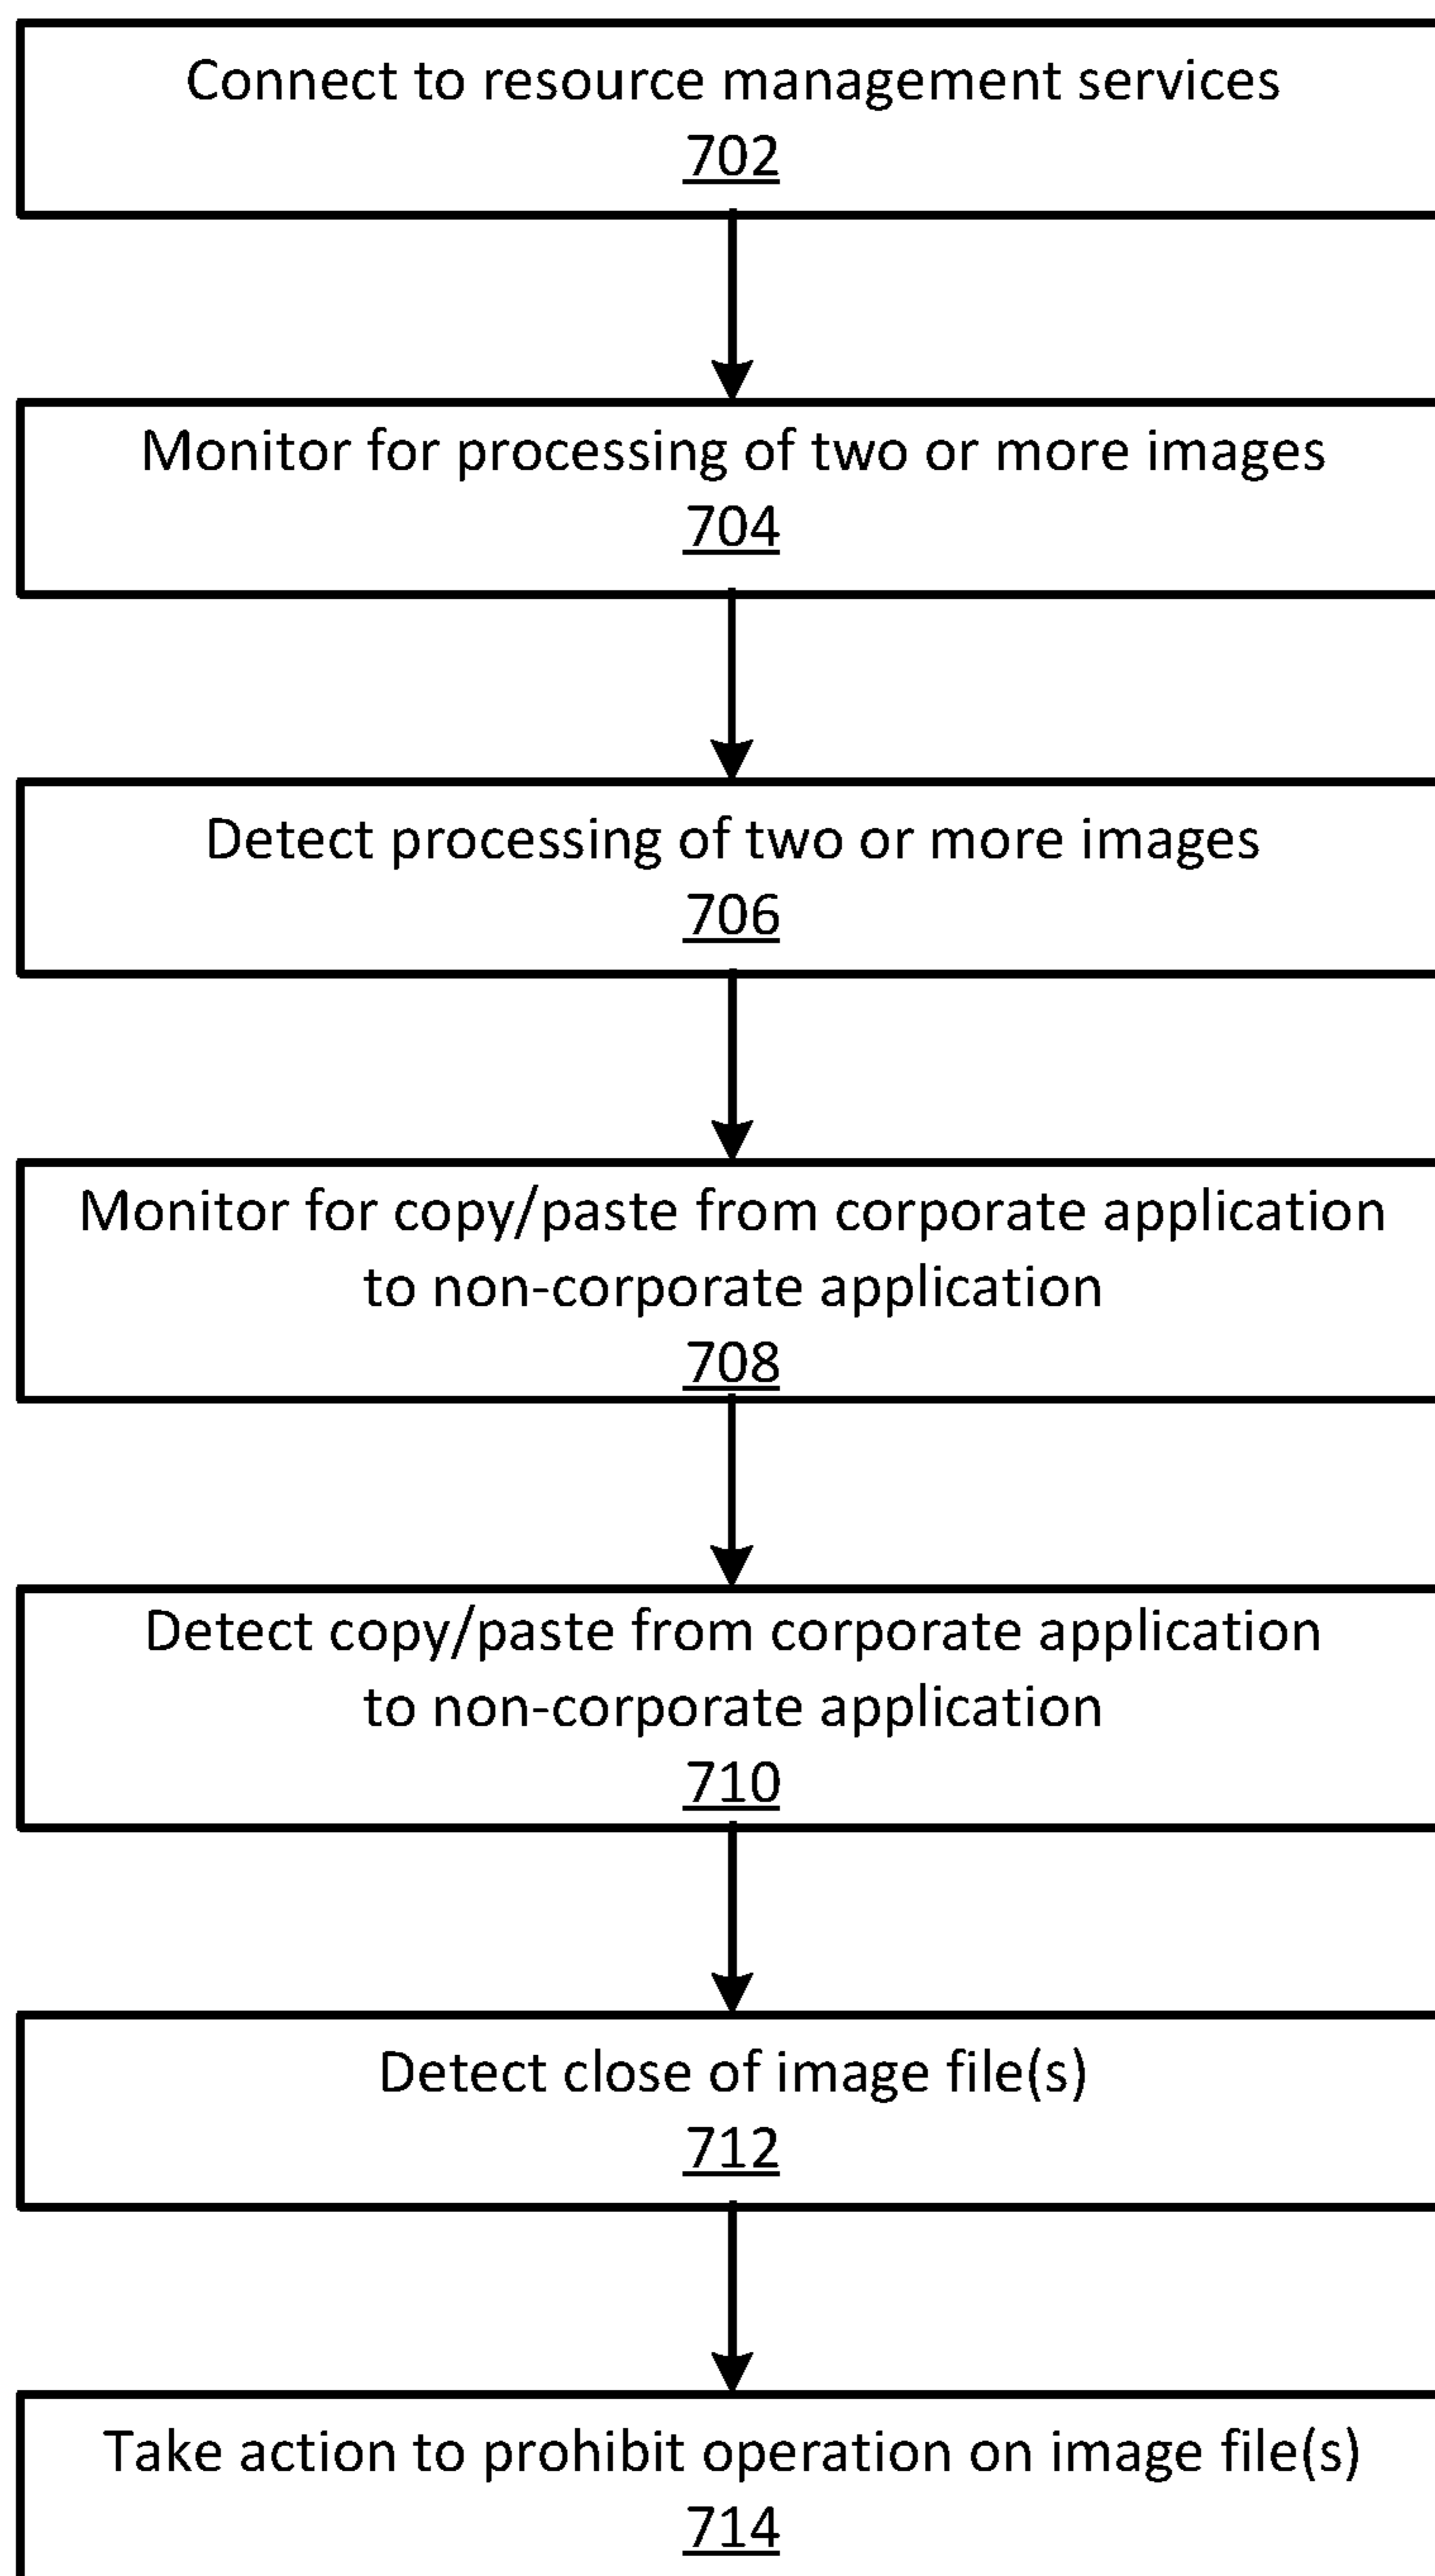 Connect to resource management services
702
Monitor for processing of two or more images
704
Detect processing of two or more images
706
Monitor for copy/paste from corporate application
to non-corporate application
708
Detect copy/paste from corporate application
to non-corporate application
710
Detect close of image file(s)
712
Take action to prohibit operation on image file(s)
714